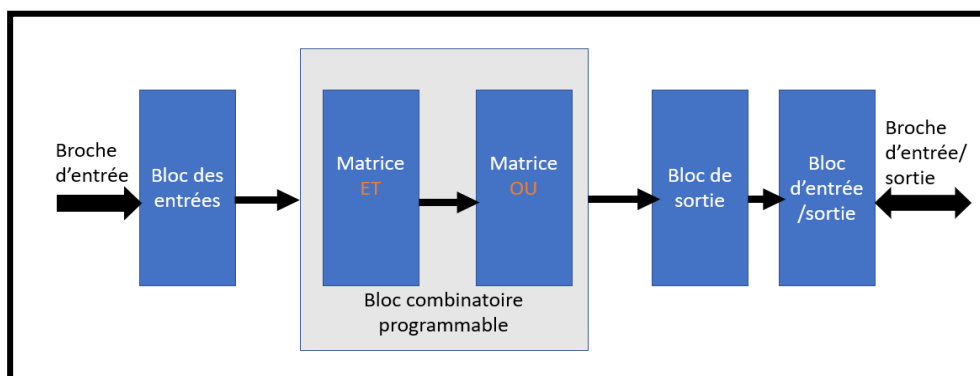 Broche
d'entrée
Bloc des
entrées
Matrice
ET
Matrice
OU
Bloc combinatoire
programmable
Bloc de
sortie
Bloc
d'entrée
/sortie
Broche
d'entrée/
sortie